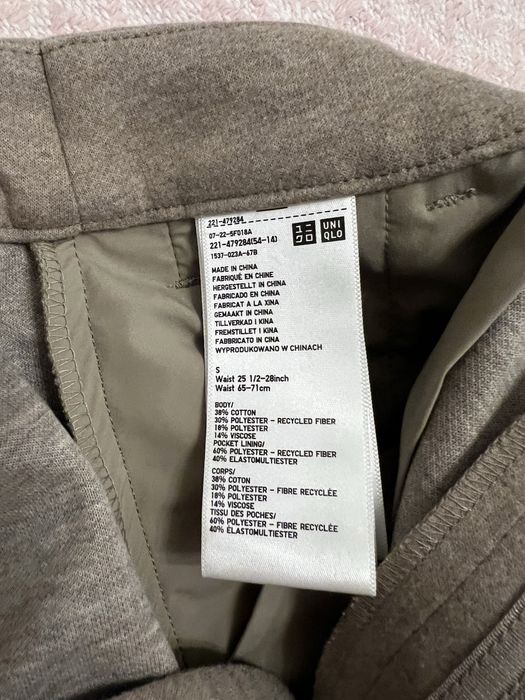 221-479284
07-22-5F018A
221-479284(54-14)
1537-023A-67B
ユニ
クロ
UNI
QLO
MADE IN CHINA
FABRIQUÉ EN CHINE
HERGESTELLT IN CHINA
FABRICADO EN CHINA
FABRICAT A LA XINA
GEMAAKT IN CHINA
TILLVERKAD I KINA
FREMSTILLET I KINA
FABBRICATO IN CINA
WYPRODUKOWANO W CHINACH
S
Waist 25 1/2-28inch
Waist 65-71cm
BODY/
38% COTTON
30% POLYESTER - RECYCLED FIBER
18% POLYESTER
14% VISCOSE
POCKET LINING/
60% POLYESTER - RECYCLED FIBER
40% ELASTOMULTIESTER
CORPS/
38% COTON
30% POLYESTER - FIBRE RECYCLÉE
18% POLYESTER
14% VISCOSE
TISSU DES POCHES/
60% POLYESTER - FIBRE RECYCLÉE
40% ÉLASTOMULTIESTER